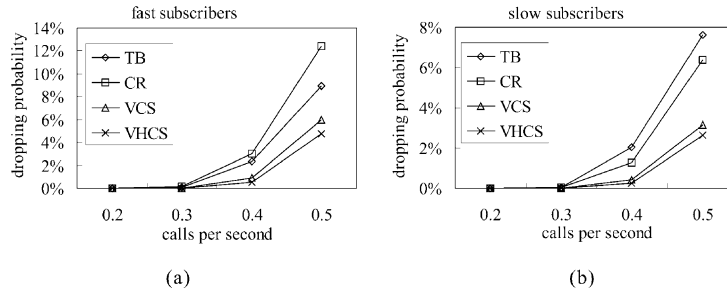 fast subscribers
dropping probability
14%
12%
10%
8%
6%
4%
2%
0%
TB
CR
VCS
VHCS
0.2 0.3 0.4 0.5
calls per second
(a)
slow subscribers
dropping probability
8%
6%
4%
2%
0%
TB
CR
VCS
VHCS
0.2 0.3 0.4 0.5
calls per second
(b)